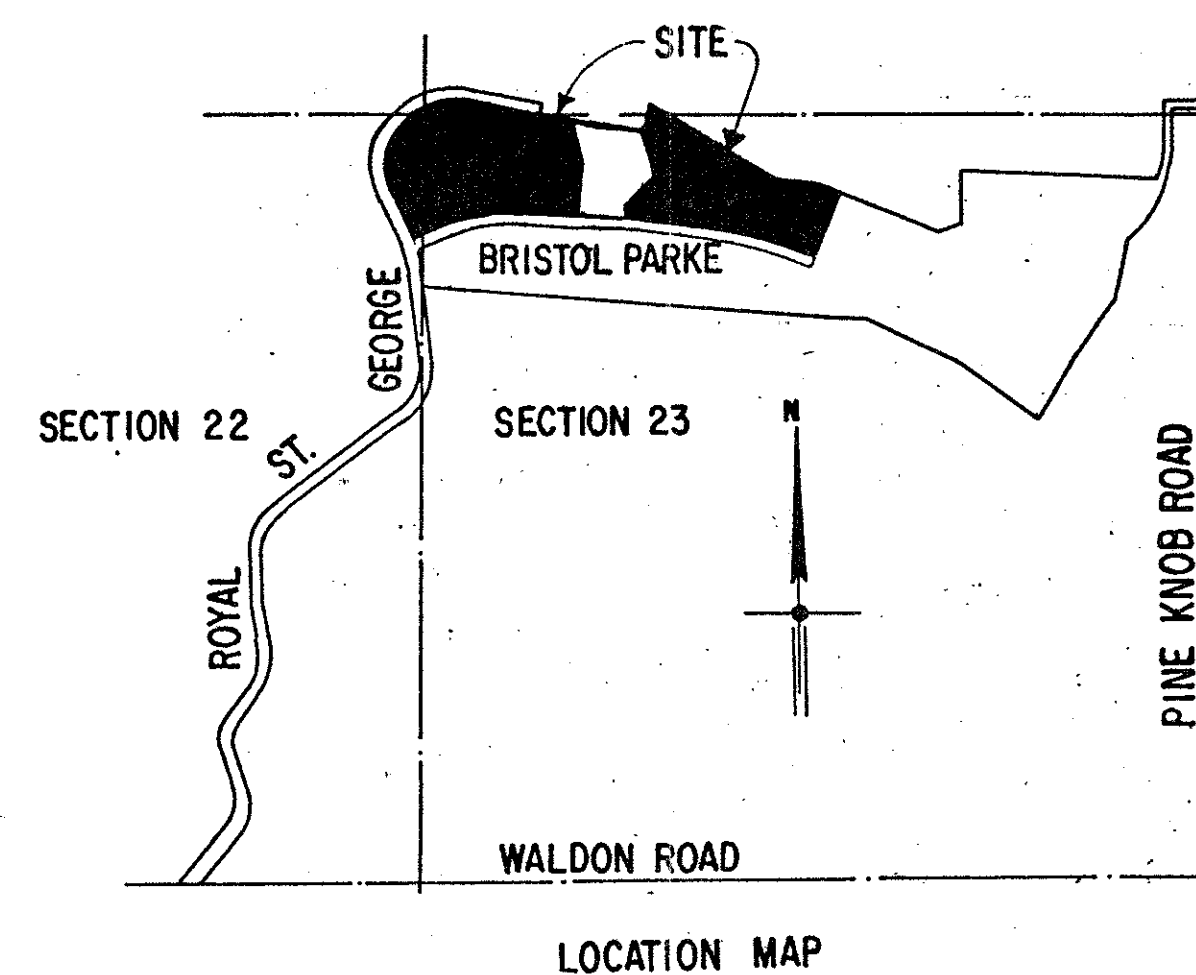 SITE
BRISTOL PARKE
GEORGE
SECTION 22
SECTION 23
N
ST.
ROYAL
PINE KNOB ROAD
WALDON ROAD
LOCATION MAP